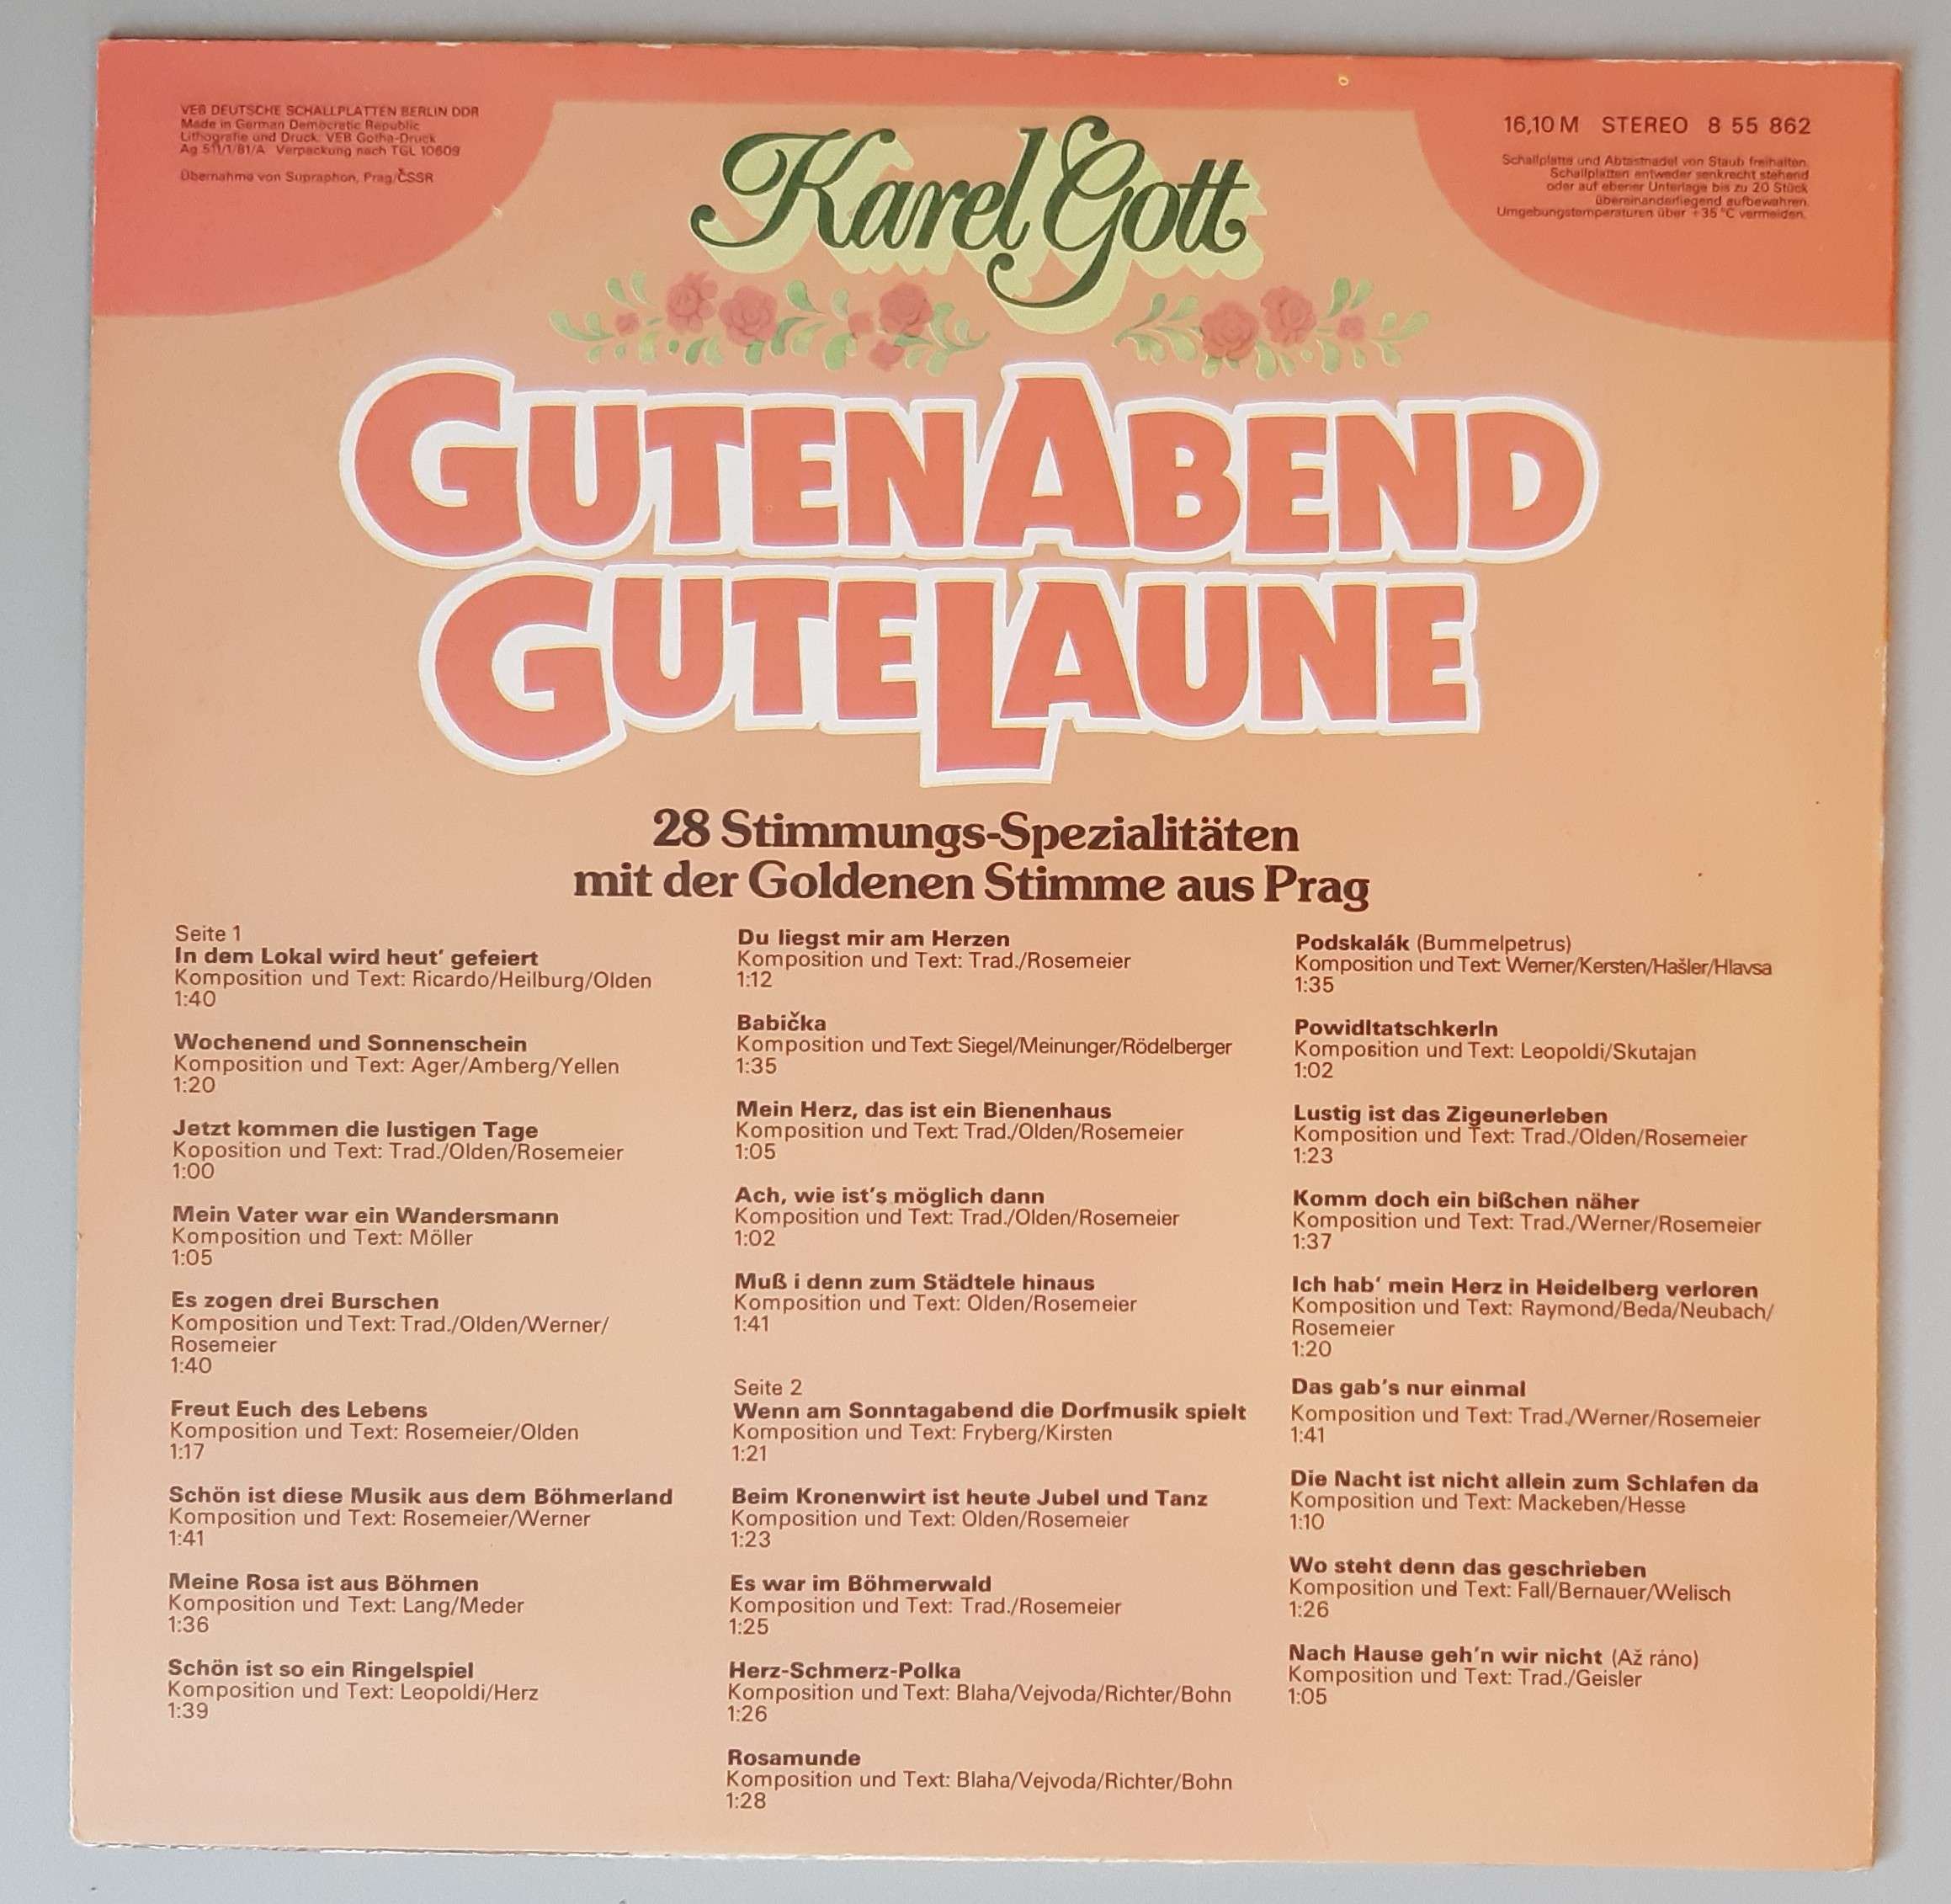 VEB DEUTSCHE SCHALLPLATTEN BERLIN DDR
Made in German Democratic Republic
Lithografie und Druck: VEB Gotha-Druck
Ag 511/1/81/A Verpackung nach TGL 10609
Übernahme von Supraphon, Prag/ČSSR
16,10 M STEREO 8 55 862
Schallplatte und Abtastnadel von Staub freihalten.
Schallplatten entweder senkrecht stehend
oder auf ebener Unterlage bis zu 20 Stück
übereinanderliegend aufbewahren.
Umgebungstemperaturen über +35 °C vermeiden.
Karel Gott
GUTEN ABEND
GUTE LAUNE
28 Stimmungs-Spezialitäten
mit der Goldenen Stimme aus Prag
Seite 1
In dem Lokal wird heut' gefeiert
Komposition und Text: Ricardo/Heilburg/Olden
1:40
Wochenend und Sonnenschein
Komposition und Text: Ager/Amberg/Yellen
1:20
Jetzt kommen die lustigen Tage
Koposition und Text: Trad./Olden/Rosemeier
1:00
Mein Vater war ein Wandersmann
Komposition und Text: Möller
1:05
Es zogen drei Burschen
Komposition und Text: Trad./Olden/Werner/
Rosemeier
1:40
Freut Euch des Lebens
Komposition und Text: Rosemeier/Olden
1:17
Schön ist diese Musik aus dem Böhmerland
Komposition und Text: Rosemeier/Werner
1:41
Meine Rosa ist aus Böhmen
Komposition und Text: Lang/Meder
1:36
Schön ist so ein Ringelspiel
Komposition und Text: Leopoldi/Herz
1:39
Du liegst mir am Herzen
Komposition und Text: Trad./Rosemeier
1:12
Babička
Komposition und Text: Siegel/Meinunger/Rödelberger
1:35
Mein Herz, das ist ein Bienenhaus
Komposition und Text: Trad./Olden/Rosemeier
1:05
Ach, wie ist's möglich dann
Komposition und Text: Trad./Olden/Rosemeier
1:02
Muß i denn zum Städtele hinaus
Komposition und Text: Olden/Rosemeier
1:41
Seite 2
Wenn am Sonntagabend die Dorfmusik spielt
Komposition und Text: Fryberg/Kirsten
1:21
Beim Kronenwirt ist heute Jubel und Tanz
Komposition und Text: Olden/Rosemeier
1:23
Es war im Böhmerwald
Komposition und Text: Trad./Rosemeier
1:25
Herz-Schmerz-Polka
Komposition und Text: Blaha/Vejvoda/Richter/Bohn
1:26
Rosamunde
Komposition und Text: Blaha/Vejvoda/Richter/Bohn
1:28
Podskalák (Bummelpetrus)
Komposition und Text: Werner/Kersten/Hašler/Hlavsa
1:35
Powidltatschkerln
Komposition und Text: Leopoldi/Skutajan
1:02
Lustig ist das Zigeunerleben
Komposition und Text: Trad./Olden/Rosemeier
1:23
Komm doch ein bißchen näher
Komposition und Text: Trad./Werner/Rosemeier
1:37
Ich hab' mein Herz in Heidelberg verloren
Komposition und Text: Raymond/Beda/Neubach/
Rosemeier
1:20
Das gab's nur einmal
Komposition und Text: Trad./Werner/Rosemeier
1:41
Die Nacht ist nicht allein zum Schlafen da
Komposition und Text: Mackeben/Hesse
1:10
Wo steht denn das geschrieben
Komposition und Text: Fall/Bernauer/Welisch
1:26
Nach Hause geh'n wir nicht (Až ráno)
Komposition und Text: Trad./Geisler
1:05